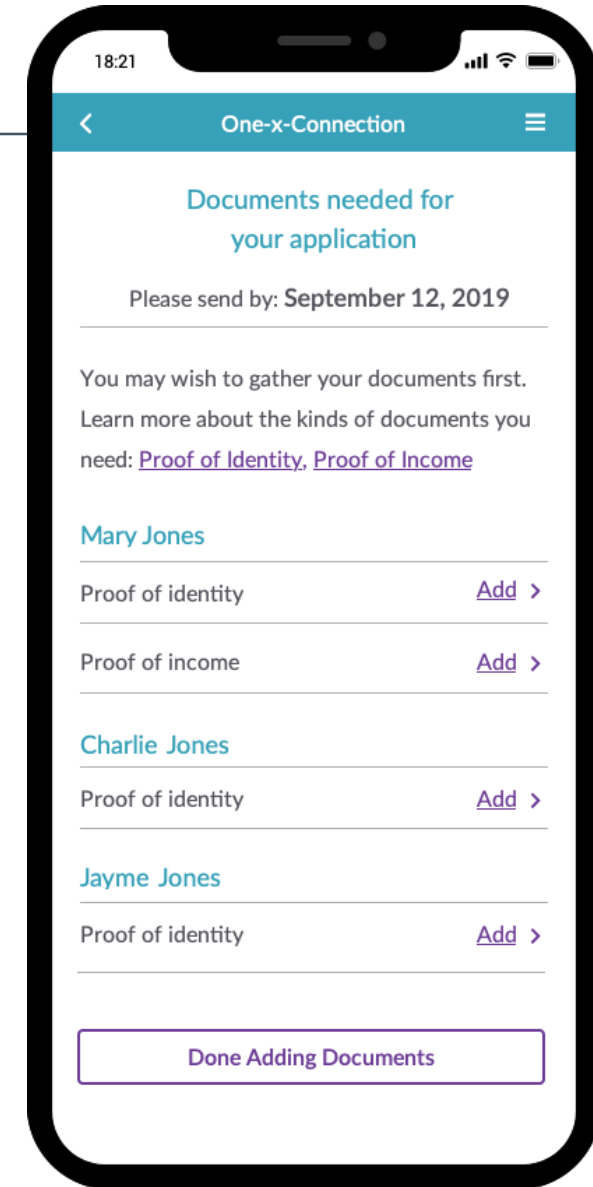 18:21
One-x-Connection
Documents needed for
your application
Please send by: September 12, 2019
You may wish to gather your documents first.
Learn more about the kinds of documents you
need: Proof of Identity, Proof of Income
Mary Jones
Proof of identity Add >
Proof of income Add >
Charlie Jones
Proof of identity Add >
Jayme Jones
Proof of identity Add >
Done Adding Documents